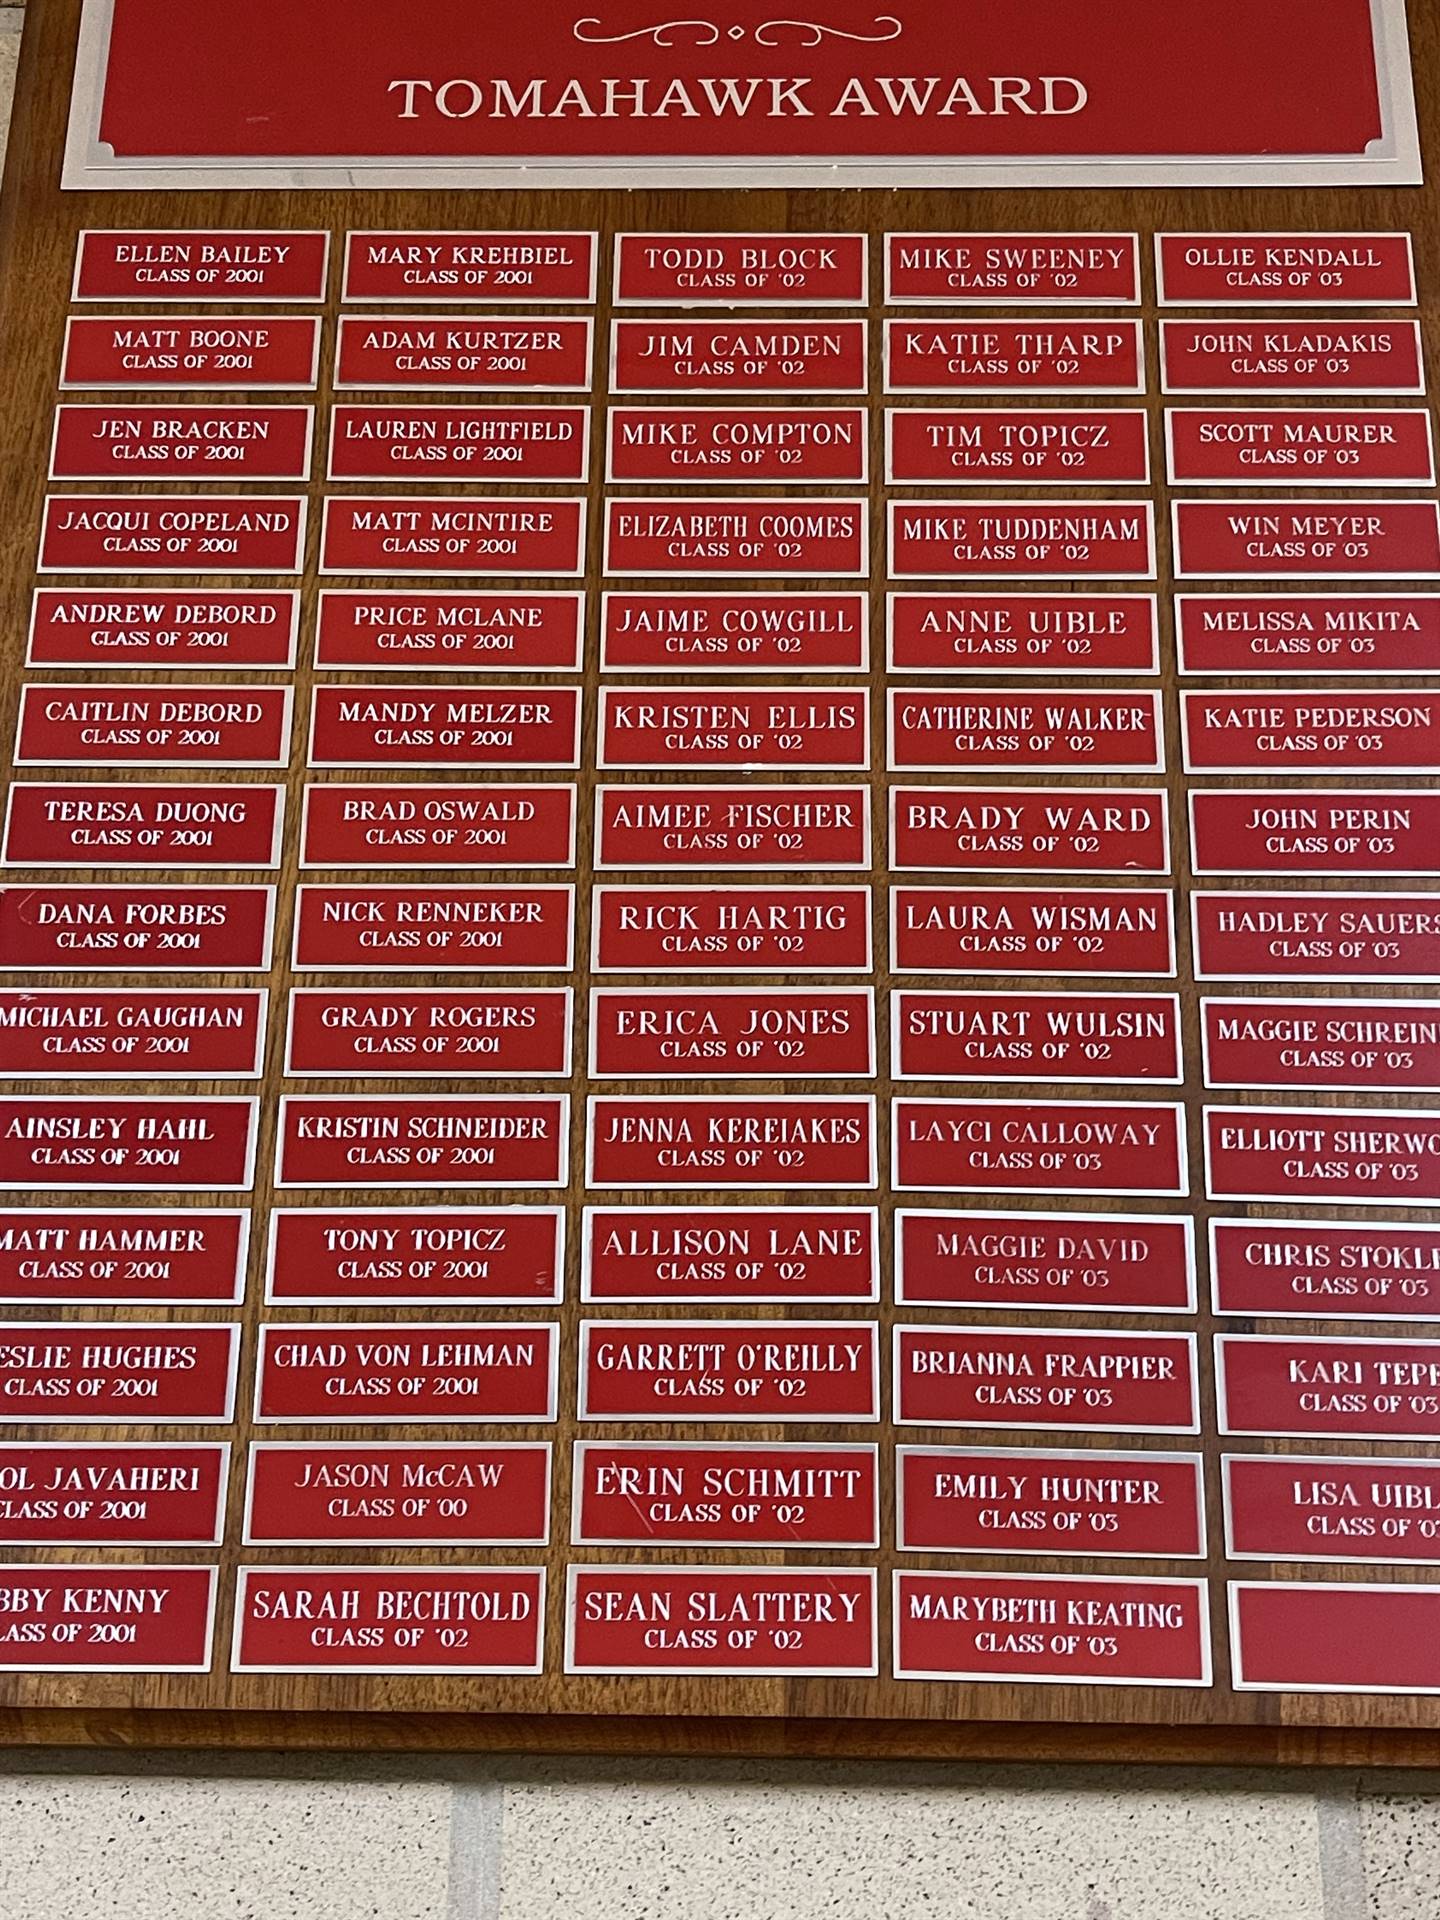 TOMAHAWK AWARD
ELLEN BAILEY
CLASS OF 2001
MATT BOONE
CLASS OF 2001
JEN BRACKEN
CLASS OF 2001
JACQUI COPELAND
CLASS OF 2001
ANDREW DEBORD
CLASS OF 2001
CAITLIN DEBORD
CLASS OF 2001
TERESA DUONG
CLASS OF 2001
DANA FORBES
CLASS OF 2001
MICHAEL GAUGHAN
CLASS OF 2001
AINSLEY HAHL
CLASS OF 2001
MATT HAMMER
CLASS OF 2001
HUGHES
CLASS OF 2001
JAVAHERI
CLASS OF 2001
KENNY
OF 2001
MARY KREHBIEL
CLASS OF 2001
ADAM KURTZER
CLASS OF 2001
LAUREN LIGHTFIELD
CLASS OF 2001
MATT MCINTIRE
CLASS OF 2001
PRICE MCLANE
CLASS OF 2001
MANDY MELZER
CLASS OF 2001
BRAD OSWALD
CLASS OF 2001
NICK RENNEKER
CLASS OF 2001
GRADY ROGERS
CLASS OF 2001
KRISTIN SCHNEIDER
CLASS OF 2001
TONY TOPICZ
CLASS OF 2001
CHAD VON LEHMAN
CLASS OF 2001
JASON McCAW
CLASS OF '00
SARAH BECHTOLD
CLASS OF '02
TODD BLOCK
CLASS OF '02
JIM CAMDEN
CLASS OF '02
MIKE COMPTON
CLASS OF '02
ELIZABETH COOMES
CLASS OF '02
JAIME COWGILL
CLASS OF '02
KRISTEN ELLIS
CLASS OF '02
AIMEE FISCHER
CLASS OF '02
RICK HARTIG
CLASS OF '02
ERICA JONES
CLASS OF '02
JENNA KEREIAKES
CLASS OF '02
ALLISON LANE
CLASS OF '02
GARRETT O'REILLY
CLASS OF '02
ERIN SCHMITT
CLASS OF '02
SEAN SLATTERY
CLASS OF '02
MIKE SWEENEY
CLASS OF '02
KATIE THARP
CLASS OF '02
TIM TOPICZ
CLASS OF '02
MIKE TUDDENHAM
CLASS OF '02
ANNE UIBLE
CLASS OF '02
CATHERINE WALKER
CLASS OF '02
BRADY WARD
CLASS OF '02
LAURA WISMAN
CLASS OF '02
STUART WULSIN
CLASS OF '02
LAYCI CALLOWAY
CLASS OF '03
MAGGIE DAVID
CLASS OF '03
BRIANNA FRAPPIER
CLASS OF '03
EMILY HUNTER
CLASS OF '03
MARYBETH KEATING
CLASS OF '03
OLLIE KENDALL
CLASS OF '03
JOHN KLADAKIS
CLASS OF '03
SCOTT MAURER
CLASS OF '03
WIN MEYER
CLASS OF '03
MELISSA MIKITA
CLASS OF '03
KATIE PEDERSON
CLASS OF '03
JOHN PERIN
CLASS OF '03
HADLEY SAUERS
CLASS OF '03
MAGGIE
CLASS OF '03
ELLIOTT
CLASS OF '03
CHRIS
CLASS OF '03
KARI
CLASS OF '03
LISA
CLASS OF